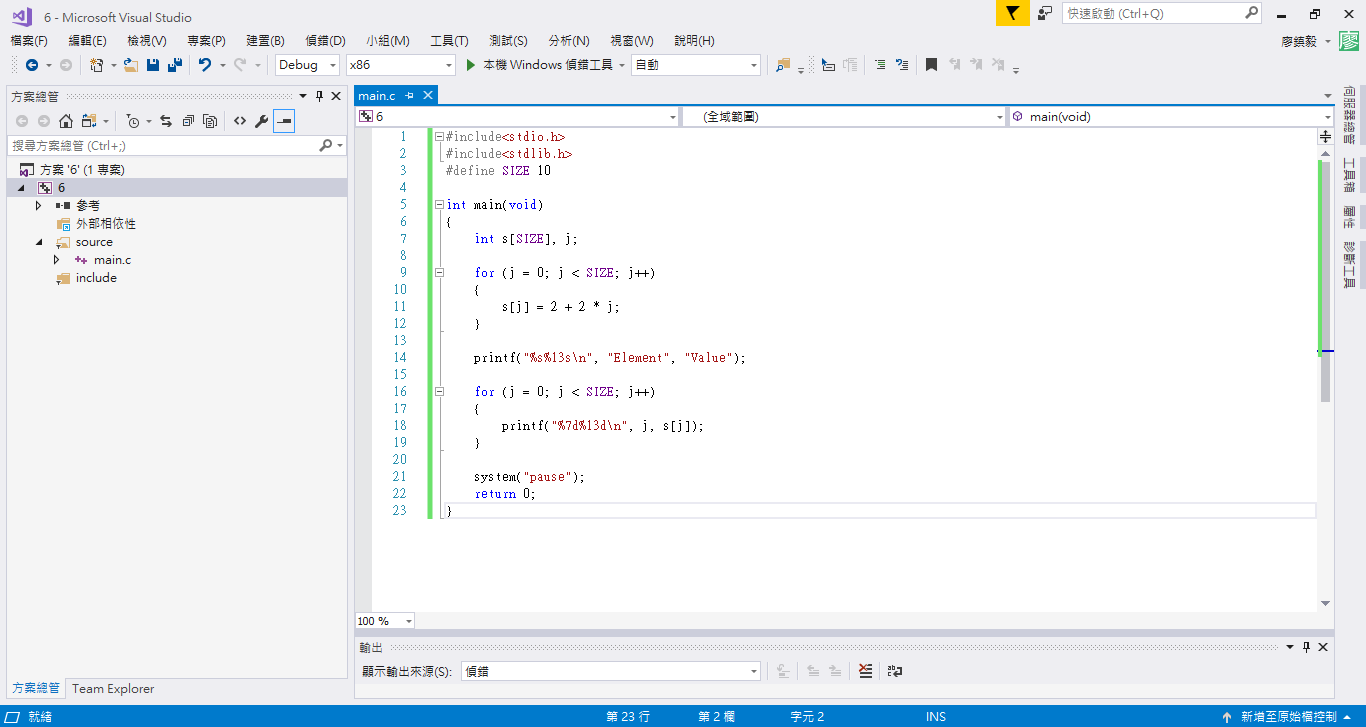 6 - Microsoft Visual Studio
快速啟動 (Ctrl+Q)
檔案(F) 編輯(E) 檢視(V) 專案(P) 建置(B) 偵錯(D) 小組(M) 工具(T) 測試(S) 分析(N) 視窗(W) 說明(H)
Debug x86 本機 Windows 偵錯工具 自動
方案總管
搜尋方案總管 (Ctrl+;)
方案 '6' (1 專案)
6
參考
外部相依性
source
main.c
include
方案總管 Team Explorer
main.c
6 (全域範圍) main(void)
1 #include<stdio.h>
2 #include<stdlib.h>
3 #define SIZE 10
4
5 int main(void)
6 {
7 int s[SIZE], j;
8
9 for (j = 0; j < SIZE; j++)
10 {
11 s[j] = 2 + 2 * j;
12 }
13
14 printf("%s%13s\n", "Element", "Value");
15
16 for (j = 0; j < SIZE; j++)
17 {
18 printf("%7d%13d\n", j, s[j]);
19 }
20
21 system("pause");
22 return 0;
23 }
100 %
輸出
顯示輸出來源(S): 偵錯
伺服器總管
工具箱
屬性
診斷工具
就緒 第 23 行 第 2 欄 字元 2 INS 新增至原始檔控制